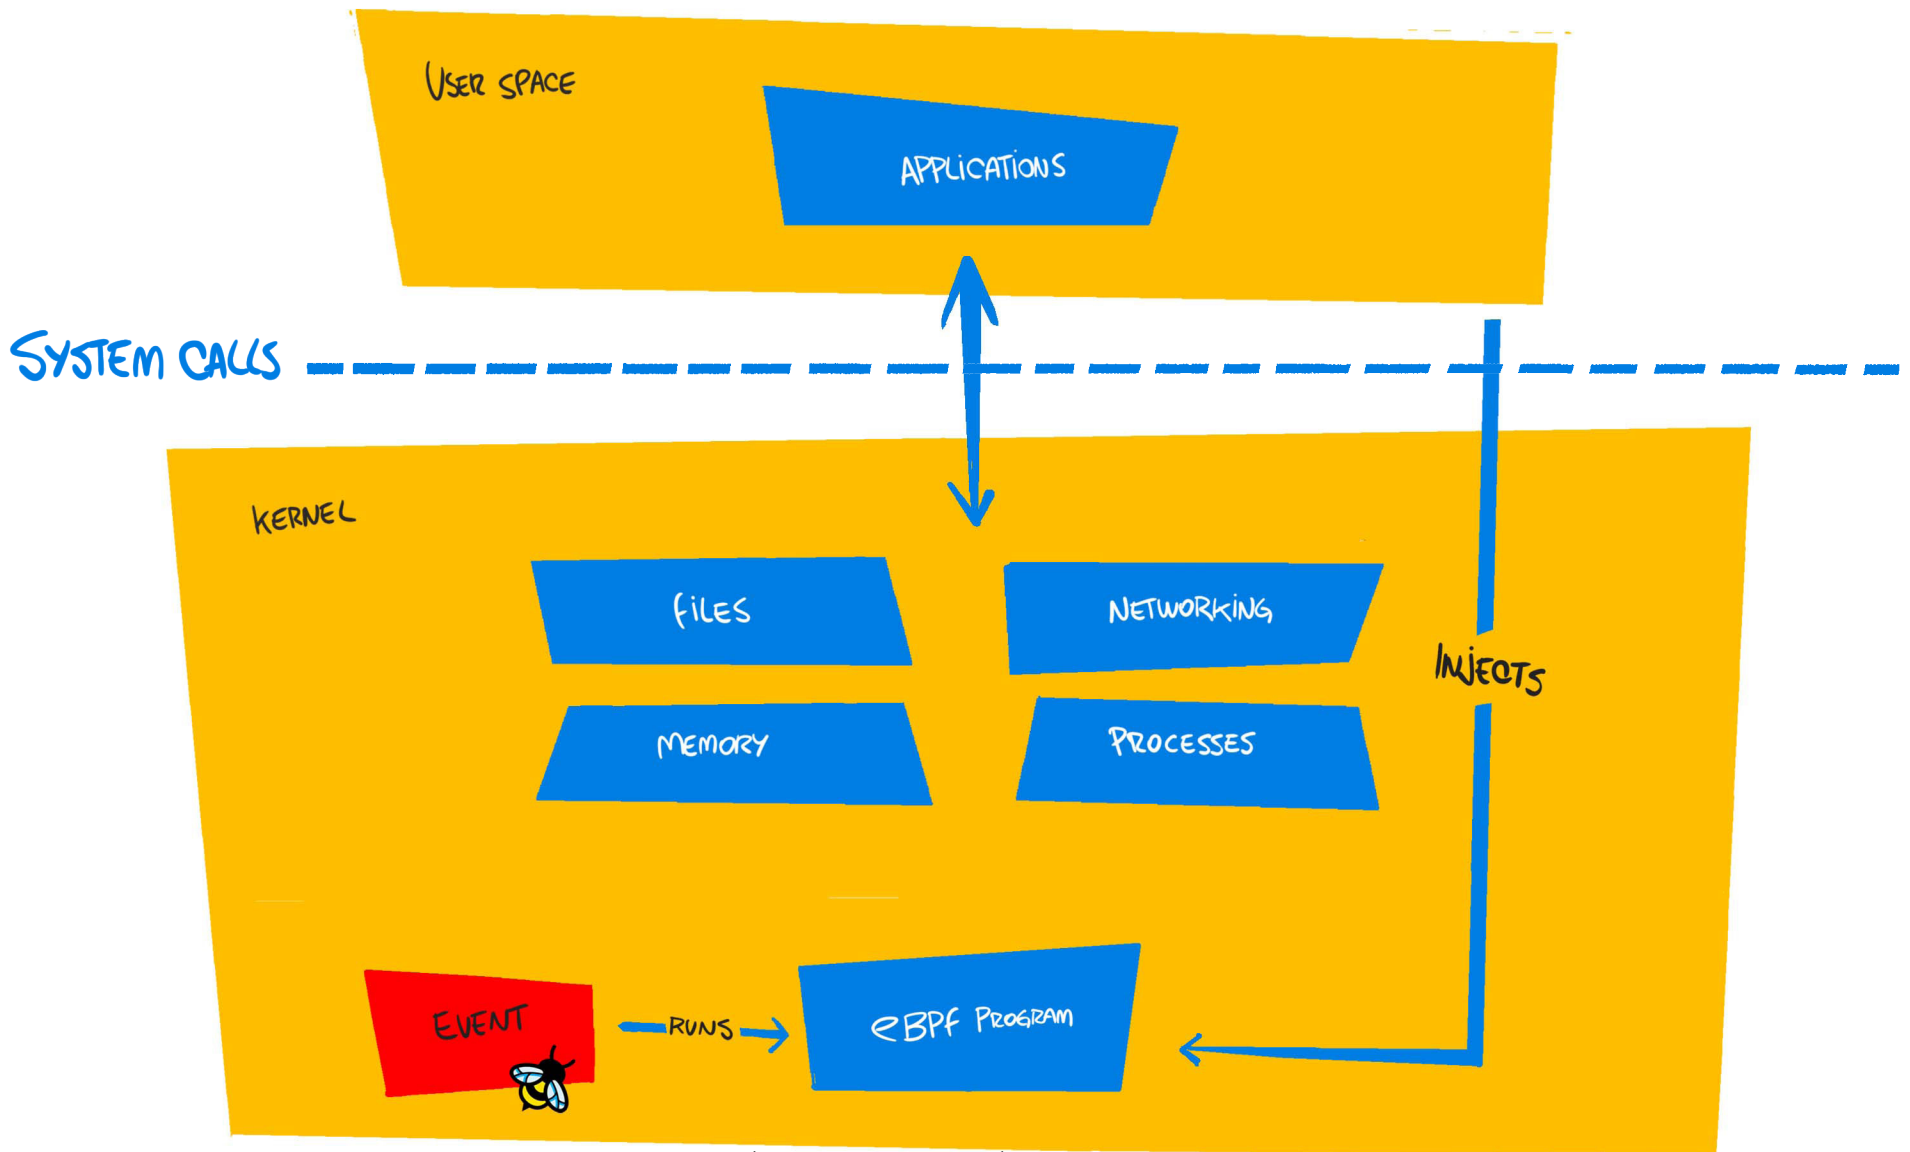 USER SPACE
APPLiCATiONS
SYSTEM CALLS
KERNEL
FiLES
NETWORKiNG
INJECTS
MEMORY
PROCESSES
EVENT
RUNS
eBPF PROGRAM